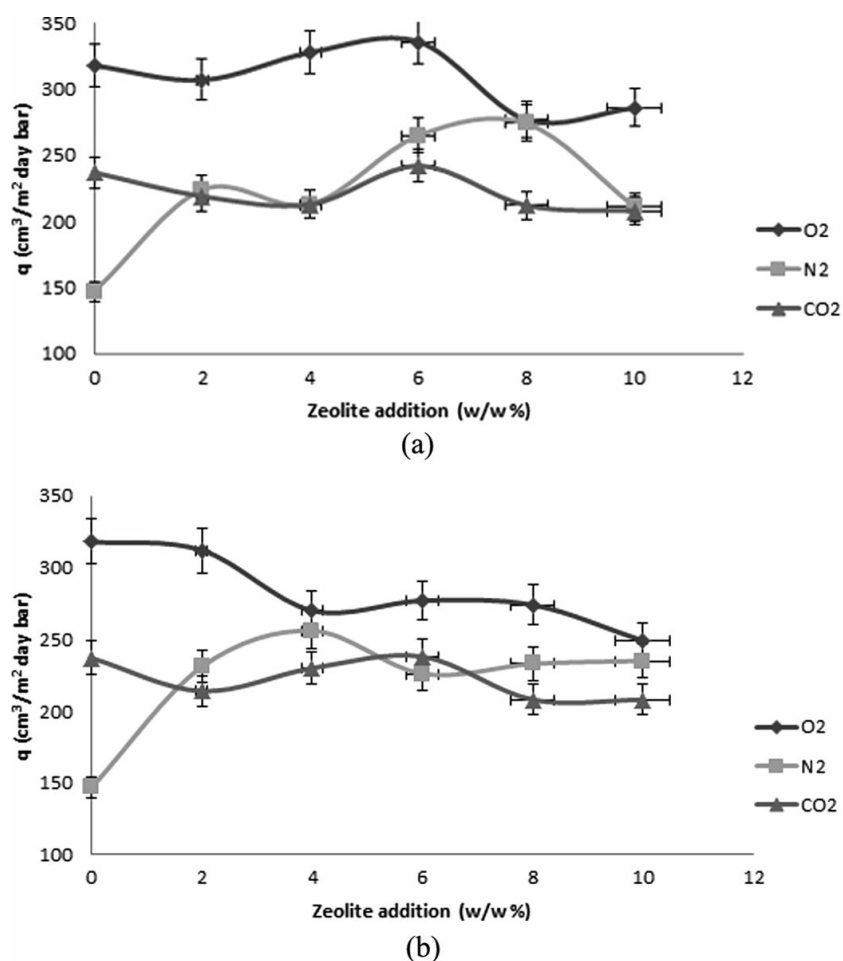 350
300
250
200
150
100
q (cm³/m² day bar)
0 2 4 6 8 10 12
Zeolite addition (w/w %)
O2
N2
CO2
(a)
350
300
250
200
150
100
q (cm³/m² day bar)
0 2 4 6 8 10 12
Zeolite addition (w/w %)
O2
N2
CO2
(b)